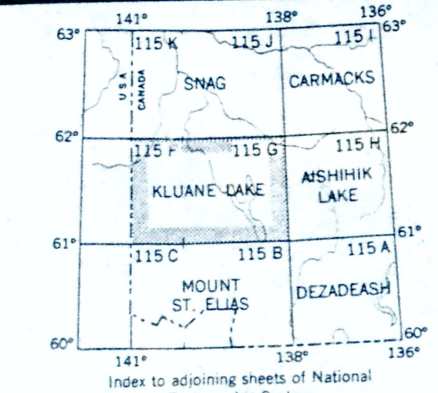 141° 138° 136°
63° 63°
115 K 115 J 115 I
USA
CANADA
SNAG CARMACKS
62° 62°
115 F 115 G 115 H
KLUANE LAKE AISHIHIK
LAKE
61° 61°
115 C 115 B 115 A
MOUNT
ST. ELIAS DEZADEASH
60° 60°
141° 138° 136°
Index to adjoining sheets of National